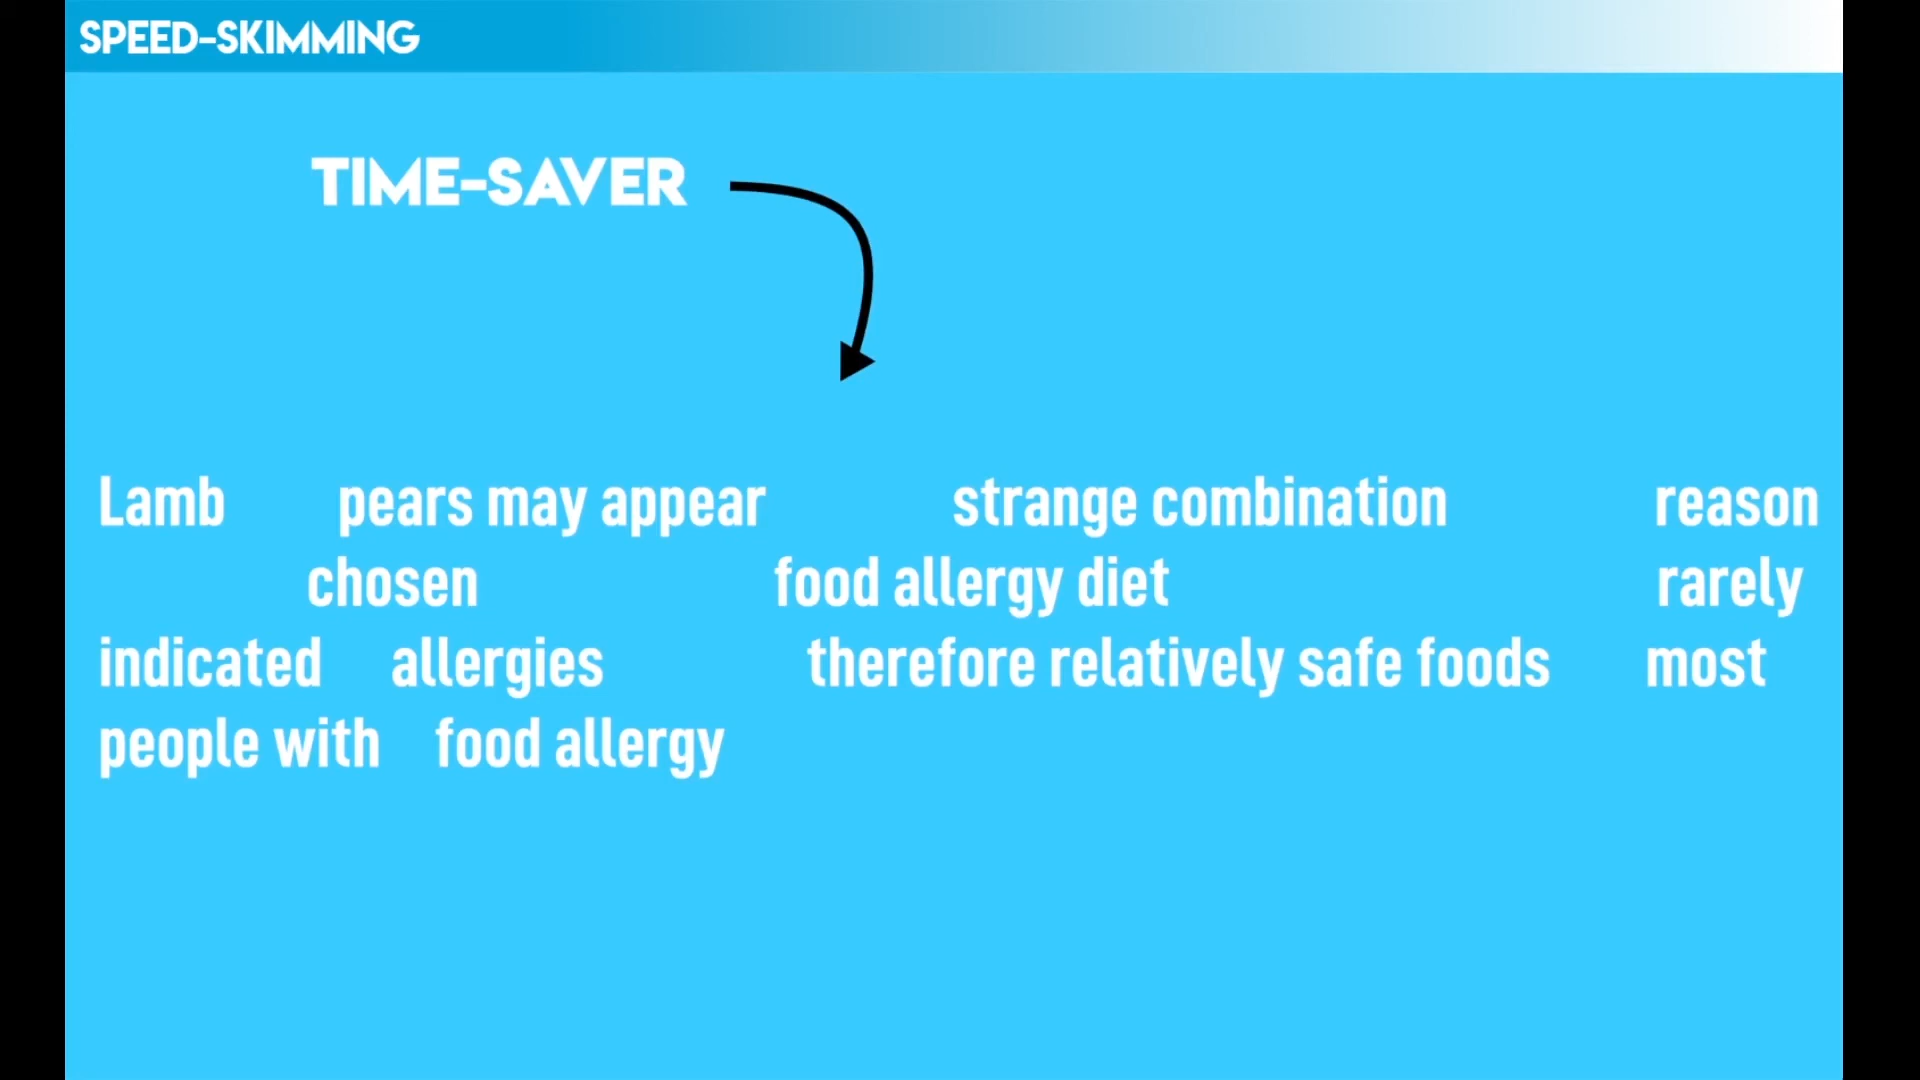 SPEED-SKIMMING
TIME-SAVER
Lamb pears may appear strange combination reason
chosen food allergy diet rarely
indicated allergies therefore relatively safe foods most
people with food allergy